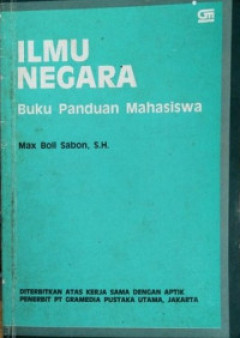 ILMU
NEGARA
Buku Panduan Mahasiswa
Max Boli Sabon, S.H.
DITERBITKAN ATAS KERJA SAMA DENGAN APTIK
PENERBIT PT GRAMEDIA PUSTAKA UTAMA, JAKARTA